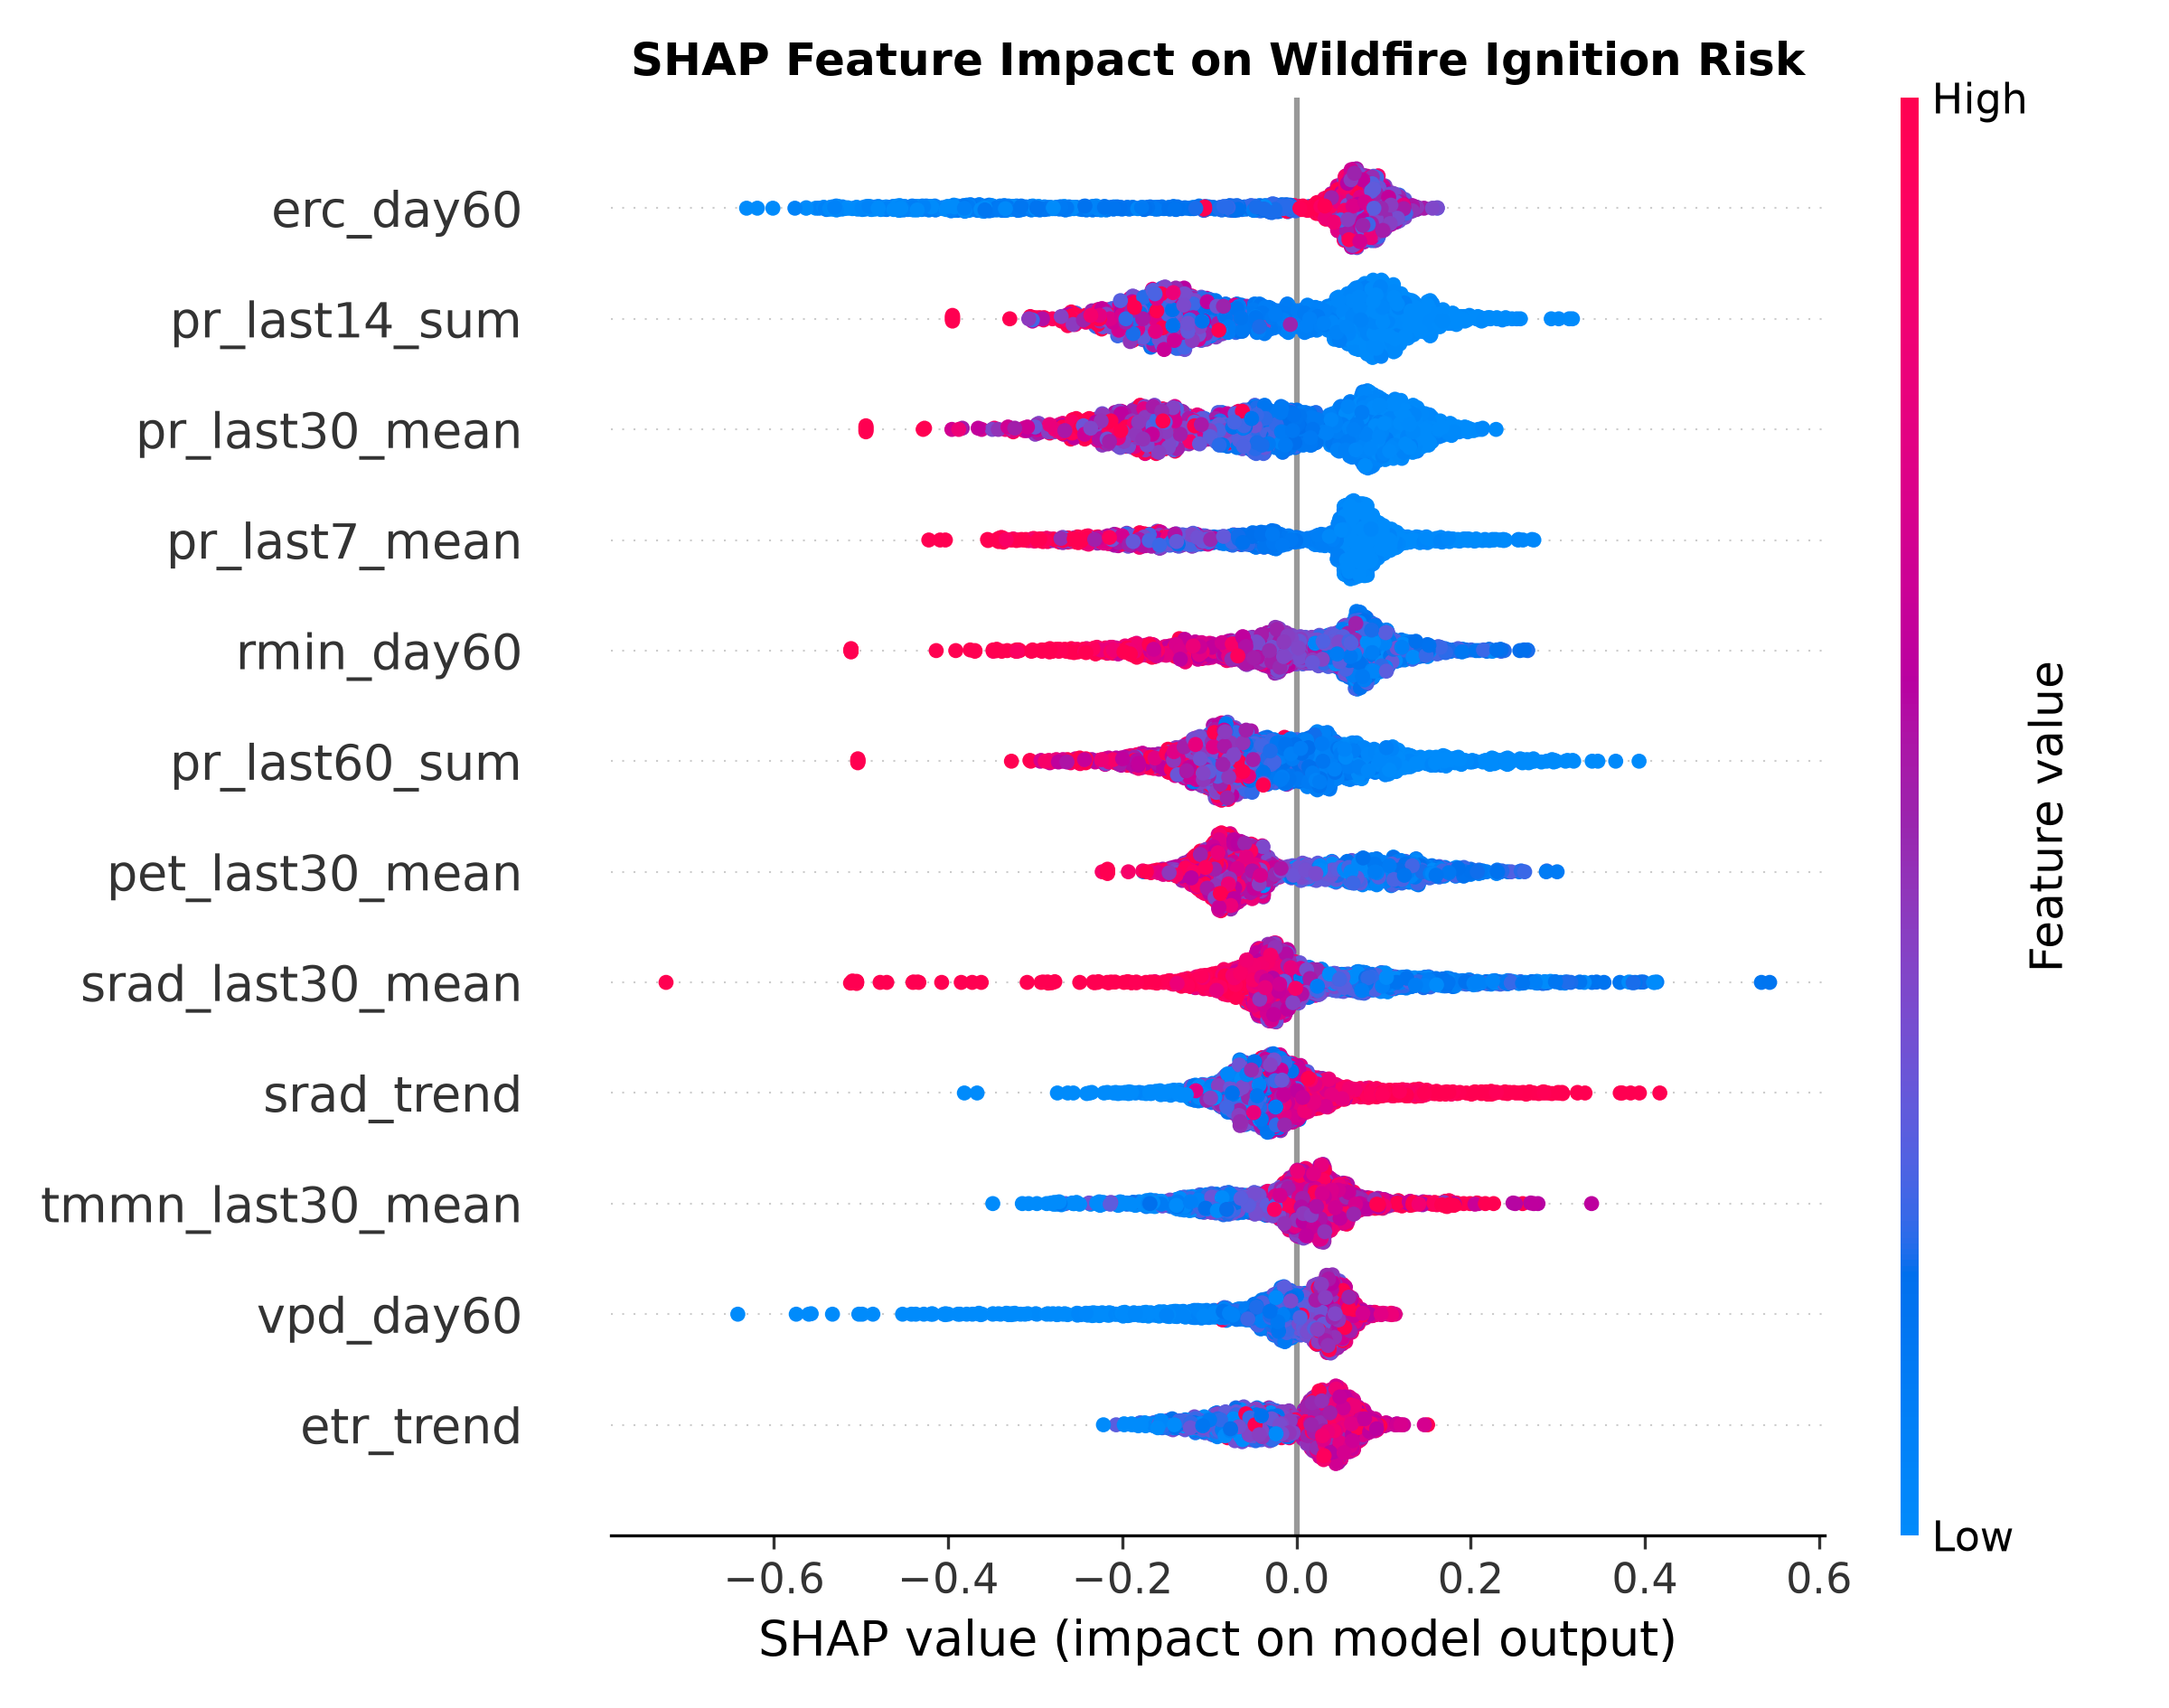 SHAP Feature Impact on Wildfire Ignition Risk
High
erc_day60
pr_last14_sum
pr_last30_mean
pr_last7_mean
rmin_day60
pr_last60_sum
pet_last30_mean
srad_last30_mean
srad_trend
tmmn_last30_mean
vpd_day60
etr_trend
Feature value
Low
−0.6 −0.4 −0.2 0.0 0.2 0.4 0.6
SHAP value (impact on model output)